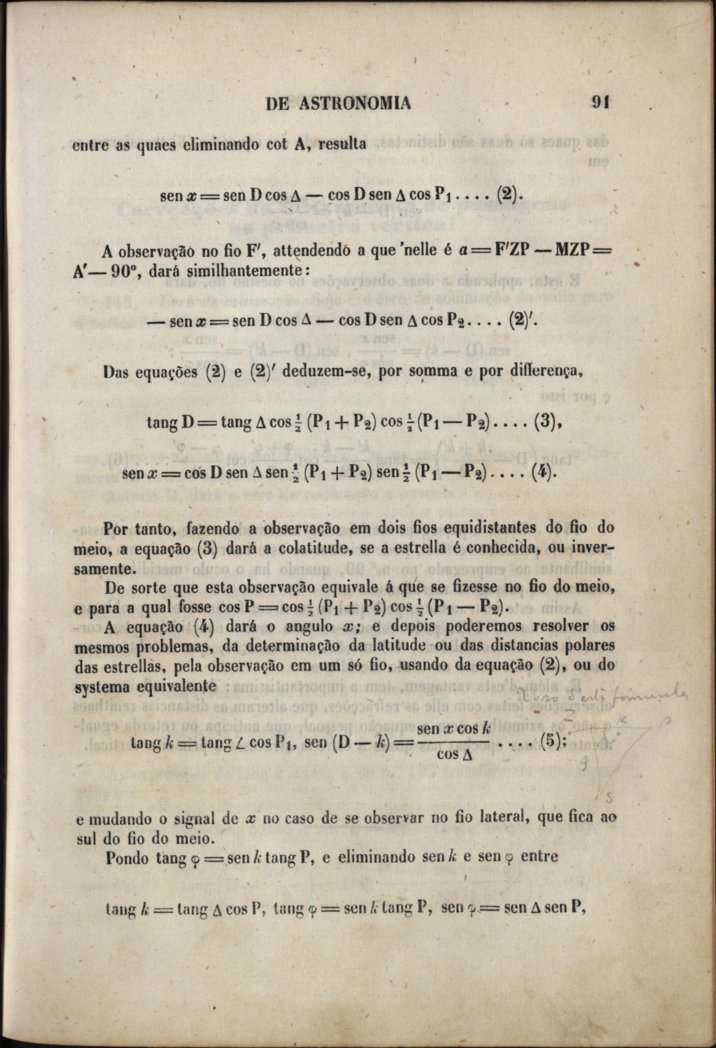 DE ASTRONOMIA 91
entre as quaes eliminando cot A, resulta
sen x = sen D cos Δ — cos D sen Δ cos P₁ . . . . (2).
A observação no fio F', attendendo a que 'nelle é a = F'ZP — MZP =
A' — 90°, dará similhantemente:
— sen x = sen D cos Δ — cos D sen Δ cos P₂ . . . . (2)'.
Das equações (2) e (2)' deduzem-se, por somma e por differença,
tang D = tang Δ cos ½ (P₁ + P₂) cos ½ (P₁ — P₂) . . . . (3),
sen x = cos D sen Δ sen ½ (P₁ + P₂) sen ½ (P₁ — P₂) . . . . (4).
Por tanto, fazendo a observação em dois fios equidistantes do fio do
meio, a equação (3) dará a colatitude, se a estrella é conhecida, ou inver-
samente.
De sorte que esta observação equivale á que se fizesse no fio do meio,
e para a qual fosse cos P = cos ½ (P₁ + P₂) cos ½ (P₁ — P₂).
A equação (4) dará o angulo x; e depois poderemos resolver os
mesmos problemas, da determinação da latitude ou das distancias polares
das estrellas, pela observação em um só fio, usando da equação (2), ou do
systema equivalente
formula
tang k = tang ∠ cos P₁, sen (D — k) = sen x cos k / cos Δ . . . . (5);
e mudando o signal de x no caso de se observar no fio lateral, que fica ao
sul do fio do meio.
Pondo tang φ = sen k tang P, e eliminando sen k e sen φ entre
tang k = tang Δ cos P, tang φ = sen k tang P, sen φ = sen Δ sen P,